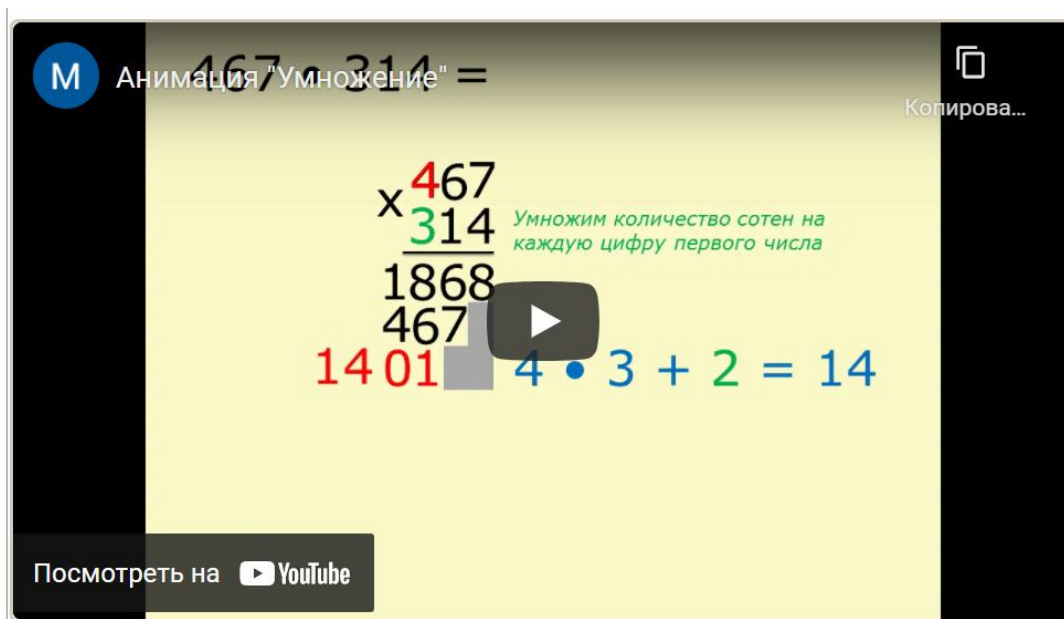 467 • 314 =
М
Анимация "Умножение"
Копирова...
x 467
314
Умножим количество сотен на
каждую цифру первого числа
1868
467
1401
4 • 3 + 2 = 14
Посмотреть на YouTube